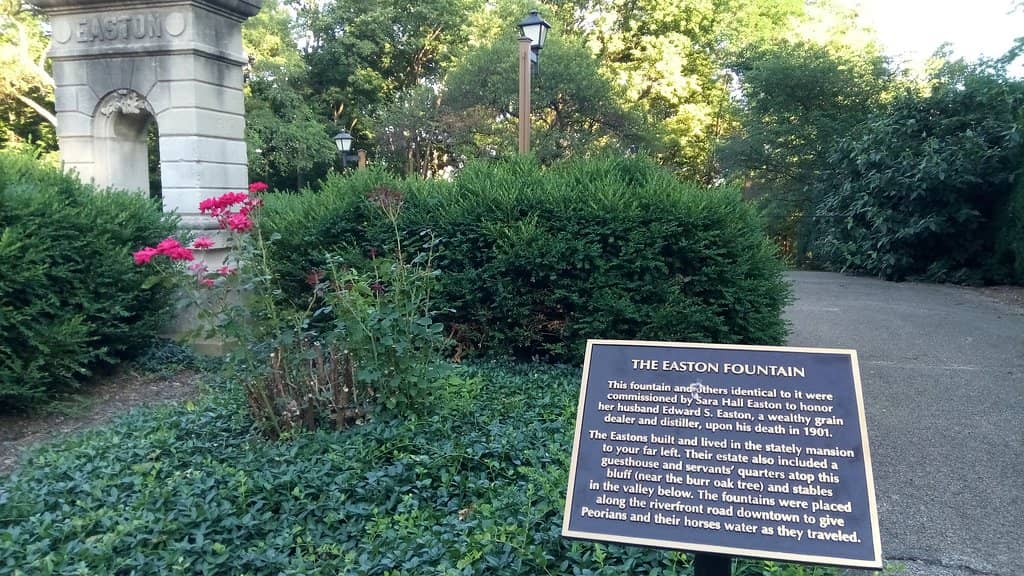 EASTON
THE EASTON FOUNTAIN
This fountain and others identical to it were
commissioned by Sara Hall Easton to honor
her husband Edward S. Easton, a wealthy grain
dealer and distiller, upon his death in 1901.
The Eastons built and lived in the stately mansion
to your far left. Their estate also included a
guesthouse and servants' quarters atop this
bluff (near the burr oak tree) and stables
in the valley below. The fountains were placed
along the riverfront road downtown to give
Peorians and their horses water as they traveled.